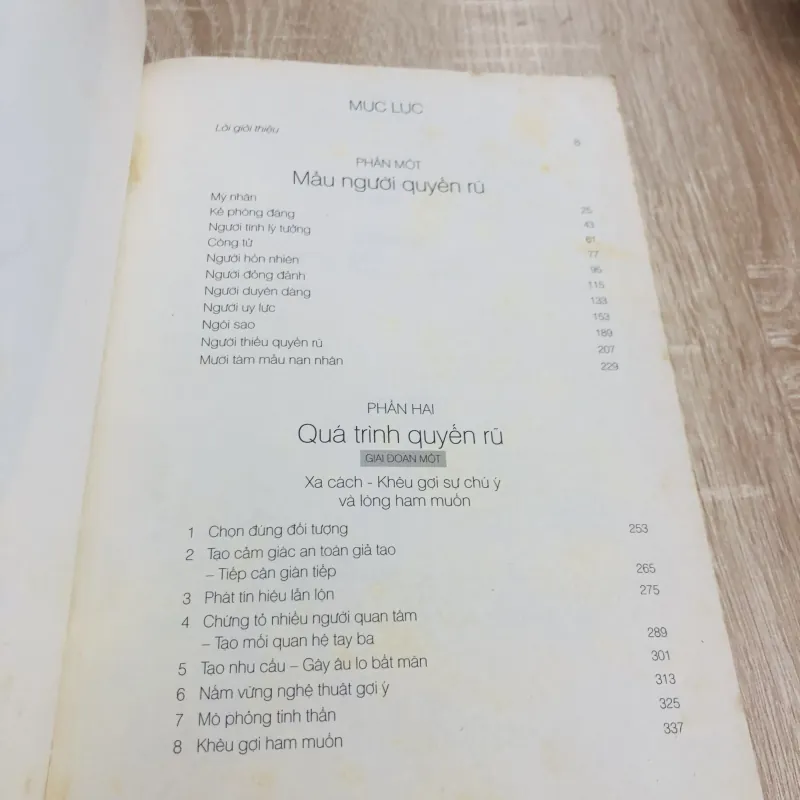 MỤC LỤC
Lời giới thiệu 8
PHẦN MỘT
Mẫu người quyến rũ
Mỹ nhân 25
Kẻ phóng đãng 43
Người tình lý tưởng 61
Công tử 77
Người hồn nhiên 95
Người đỏng đảnh 115
Người duyên dáng 133
Người uy lực 153
Ngôi sao 189
Người thiếu quyến rũ 207
Mười tám mẫu nạn nhân 229
PHẦN HAI
Quá trình quyến rũ
GIAI ĐOẠN MỘT
Xa cách - Khêu gợi sự chú ý
và lòng ham muốn
1 Chọn đúng đối tượng 253
2 Tạo cảm giác an toàn giả tạo
– Tiếp cận gián tiếp 265
3 Phát tín hiệu lẫn lộn 275
4 Chứng tỏ nhiều người quan tâm
– Tạo mối quan hệ tay ba 289
5 Tạo nhu cầu – Gây âu lo bất mãn 301
6 Nắm vững nghệ thuật gợi ý 313
7 Mô phỏng tinh thần 325
8 Khêu gợi ham muốn 337